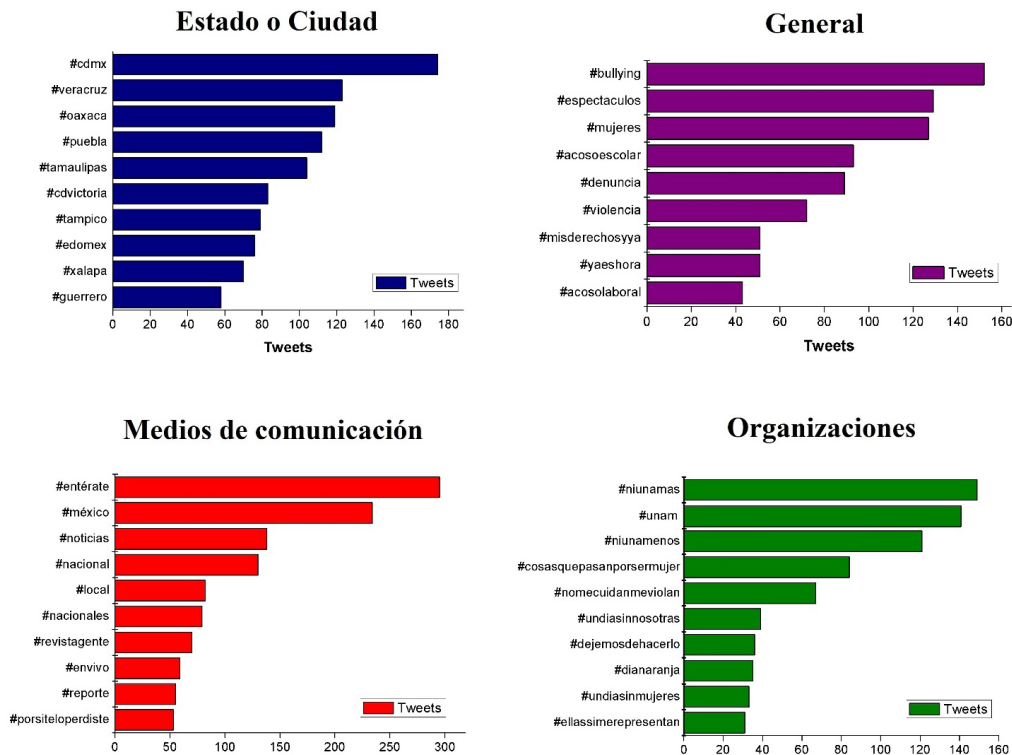 Estado o Ciudad
#cdmx
#veracruz
#oaxaca
#puebla
#tamaulipas
#cdvictoria
#tampico
#edomex
#xalapa
#guerrero
Tweets
0 20 40 60 80 100 120 140 160 180
Tweets
General
#bullying
#espectaculos
#mujeres
#acosoescolar
#denuncia
#violencia
#misderechosyya
#yaeshora
#acosolaboral
Tweets
0 20 40 60 80 100 120 140 160
Tweets
Medios de comunicación
#entérate
#méxico
#noticias
#nacional
#local
#nacionales
#revistagente
#envivo
#reporte
#porsiteloperdiste
Tweets
0 50 100 150 200 250 300
Organizaciones
#niunamas
#unam
#niunamenos
#cosasquepasanporsermujer
#nomecuidanmeviolan
#undiasinnosotras
#dejemosdehacerlo
#dianaranja
#undiasinmujeres
#ellassimerepresentan
Tweets
0 20 40 60 80 100 120 140 160